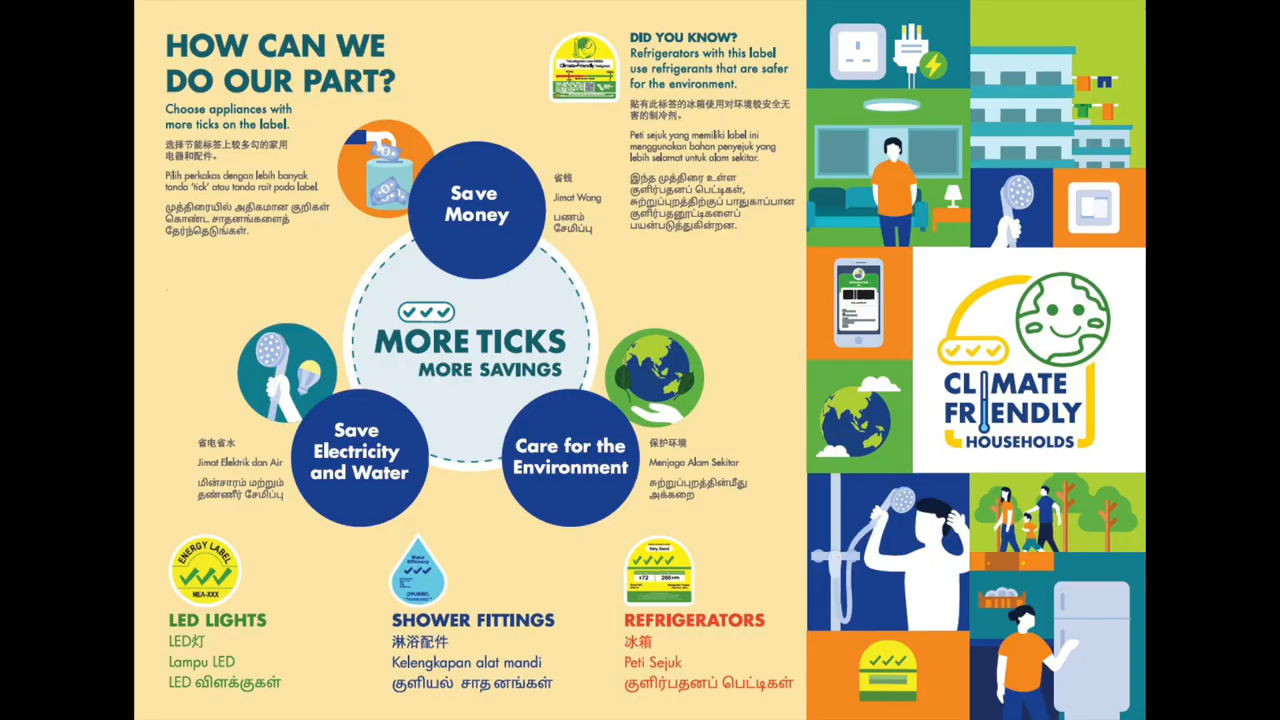 HOW CAN WE
DO OUR PART?
Choose appliances with
more ticks on the label.
选择节能标签上较多勾的家用
电器和配件。
Pilih perkakas dengan lebih banyak
tanda 'tick' atau tanda rait pada label.
முத்திரையில் அதிகமான குறிகள்
கொண்ட சாதனங்களைத்
தேர்ந்தெடுங்கள்.
DID YOU KNOW?
Refrigerators with this label
use refrigerants that are safer
for the environment.
贴有此标签的冰箱使用对环境较安全无
害的制冷剂。
Peti sejuk yang memiliki label ini
menggunakan bahan penyejuk yang
lebih selamat untuk alam sekitar.
இந்த முத்திரை உள்ள
குளிர்பதனப் பெட்டிகள்,
சுற்றுப்புறத்திற்குப் பாதுகாப்பான
குளிர்பதனூட்டிகளைப்
பயன்படுத்துகின்றன.
Climate-Friendly
Save
Money
省钱
Jimat Wang
பணம்
சேமிப்பு
MORE TICKS
MORE SAVINGS
Save
Electricity
and Water
省电省水
Jimat Elektrik dan Air
மின்சாரம் மற்றும்
தண்ணீர் சேமிப்பு
Care for the
Environment
保护环境
Menjaga Alam Sekitar
சுற்றுப்புறத்தின்மீது
அக்கறை
ENERGY LABEL
NEA-XXX
LED LIGHTS
LED灯
Lampu LED
LED விளக்குகள்
Water
Efficiency
SHOWER FITTINGS
淋浴配件
Kelengkapan alat mandi
குளியல் சாதனங்கள்
Very Good
REFRIGERATORS
冰箱
Peti Sejuk
குளிர்பதனப் பெட்டிகள்
CLIMATE
FRIENDLY
HOUSEHOLDS